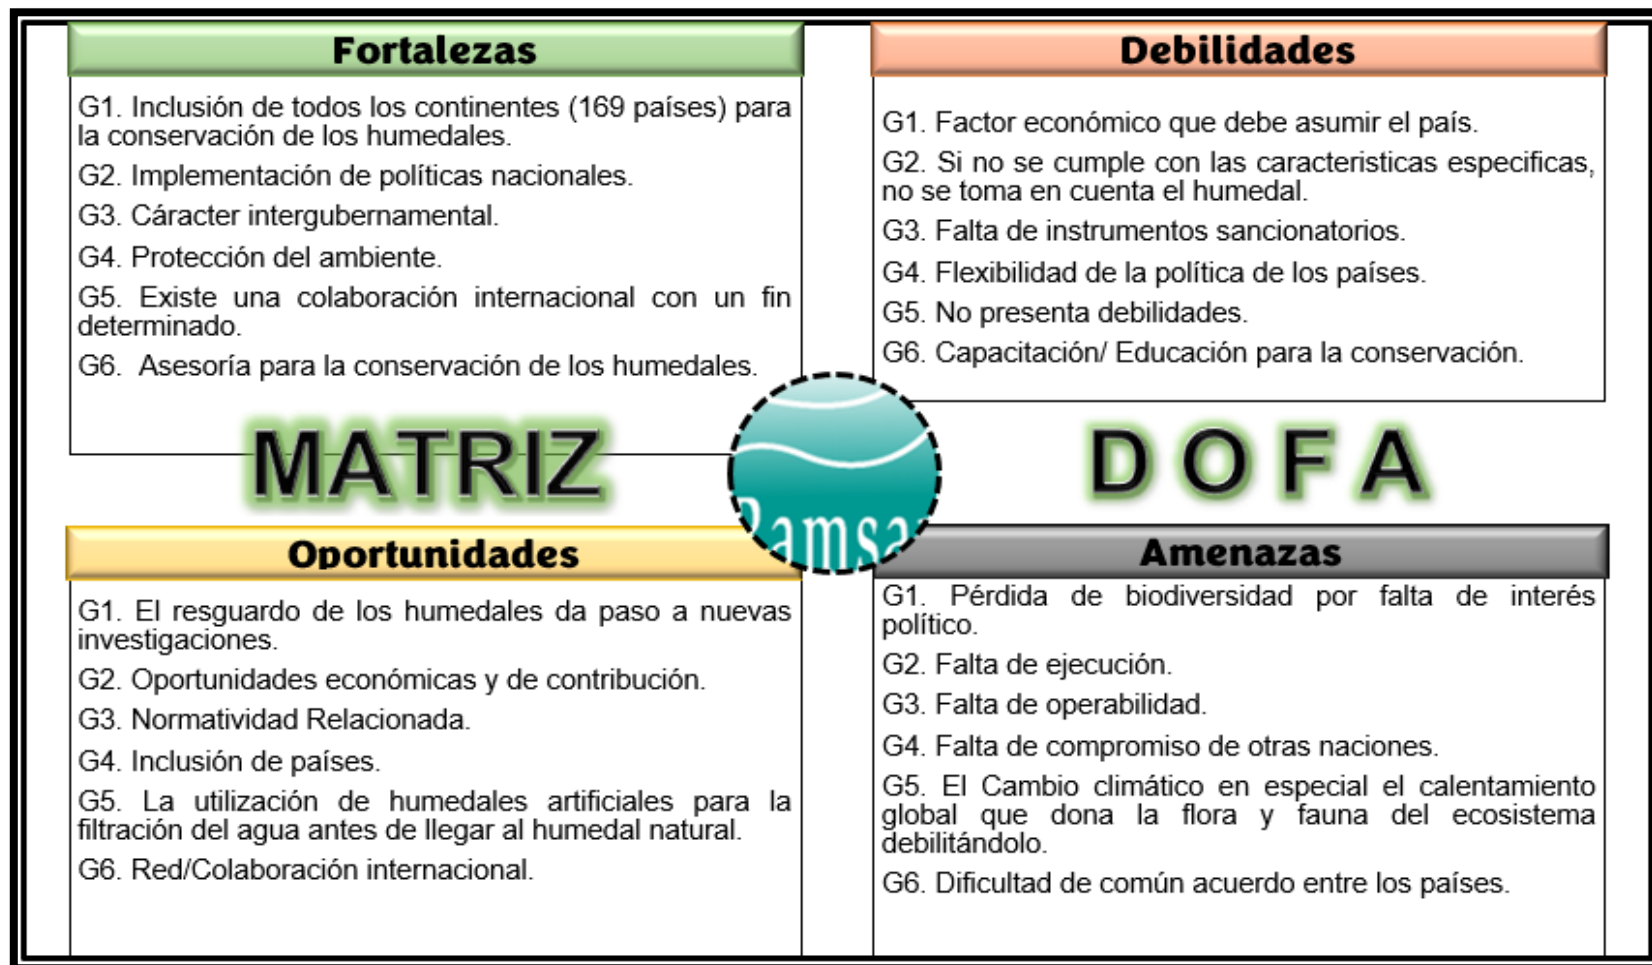 Fortalezas
G1. Inclusión de todos los continentes (169 países) para
la conservación de los humedales.
G2. Implementación de políticas nacionales.
G3. Cáracter intergubernamental.
G4. Protección del ambiente.
G5. Existe una colaboración internacional con un fin
determinado.
G6. Asesoría para la conservación de los humedales.
Debilidades
G1. Factor económico que debe asumir el país.
G2. Si no se cumple con las caracteristicas especificas,
no se toma en cuenta el humedal.
G3. Falta de instrumentos sancionatorios.
G4. Flexibilidad de la política de los países.
G5. No presenta debilidades.
G6. Capacitación/ Educación para la conservación.
MATRIZ
Ramsar
D O F A
Oportunidades
G1. El resguardo de los humedales da paso a nuevas
investigaciones.
G2. Oportunidades económicas y de contribución.
G3. Normatividad Relacionada.
G4. Inclusión de países.
G5. La utilización de humedales artificiales para la
filtración del agua antes de llegar al humedal natural.
G6. Red/Colaboración internacional.
Amenazas
G1. Pérdida de biodiversidad por falta de interés
político.
G2. Falta de ejecución.
G3. Falta de operabilidad.
G4. Falta de compromiso de otras naciones.
G5. El Cambio climático en especial el calentamiento
global que dona la flora y fauna del ecosistema
debilitándolo.
G6. Dificultad de común acuerdo entre los países.